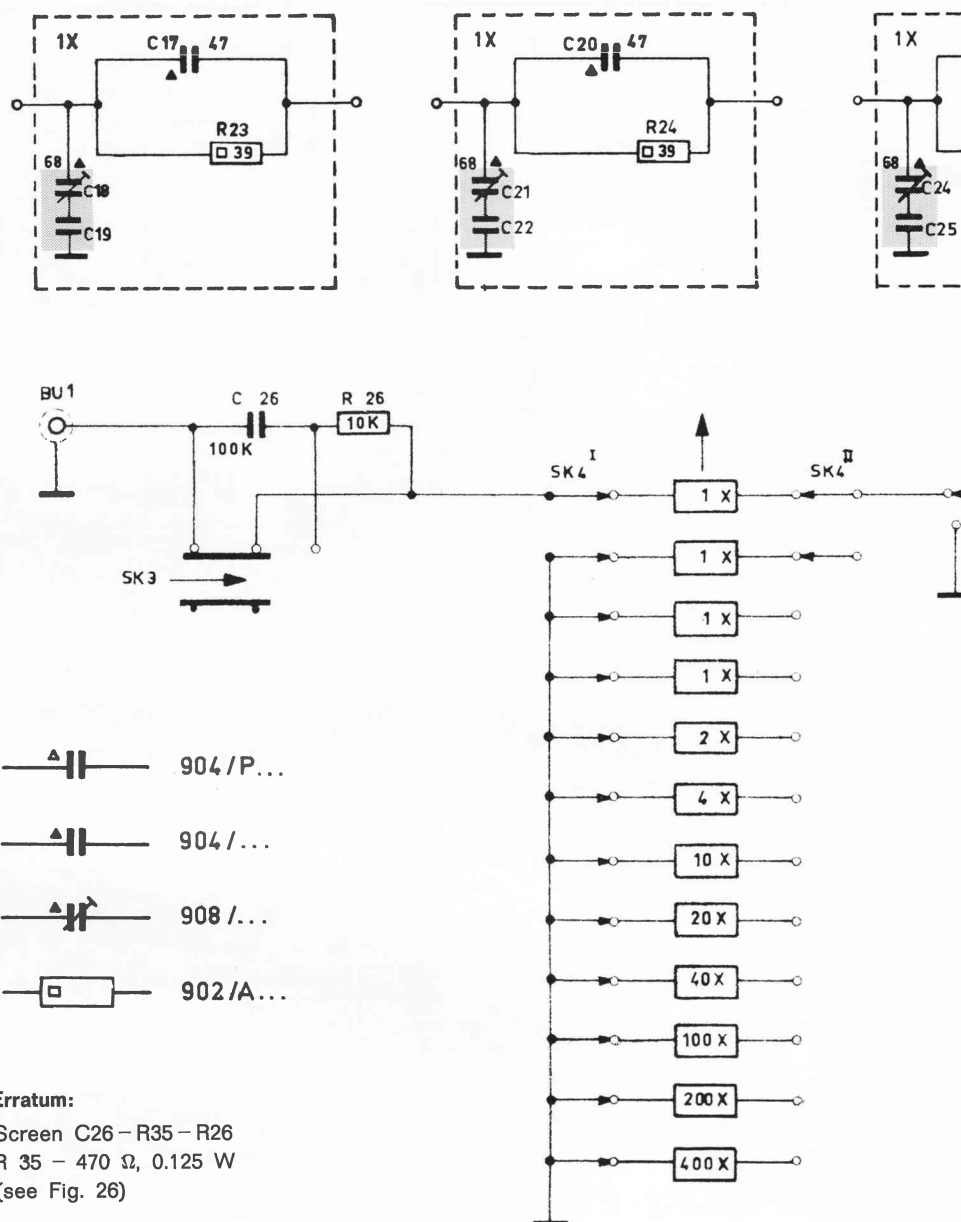 1X
C17 47
R23
39
68
C18
C19
1X
C20 47
R24
39
68
C21
C22
1X
68
C24
C25
BU1
C 26
R 26
10K
100K
SK3
SK4 I
SK4 II
1 X
1 X
1 X
1 X
2 X
4 X
10 X
20 X
40 X
100 X
200 X
400 X
904/P...
904/...
908/...
902/A...
Erratum:
Screen C26 – R35 – R26
R 35 – 470 Ω, 0.125 W
(see Fig. 26)